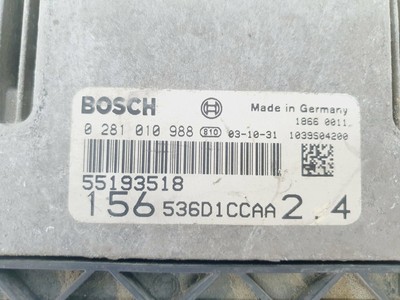 BOSCH Made in Germany
1866 0011
0 281 010 988 810 03-10-31 1039S04200
55193518
156 536D1CCAA 2 4